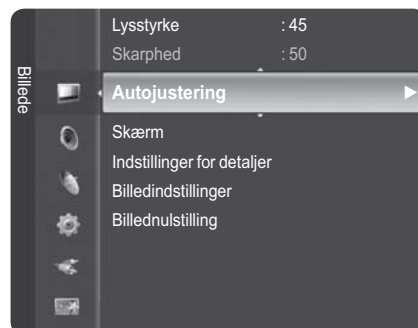 Billede
Lysstyrke : 45
Skarphed : 50
Autojustering
Skærm
Indstillinger for detaljer
Billedindstillinger
Billednulstilling